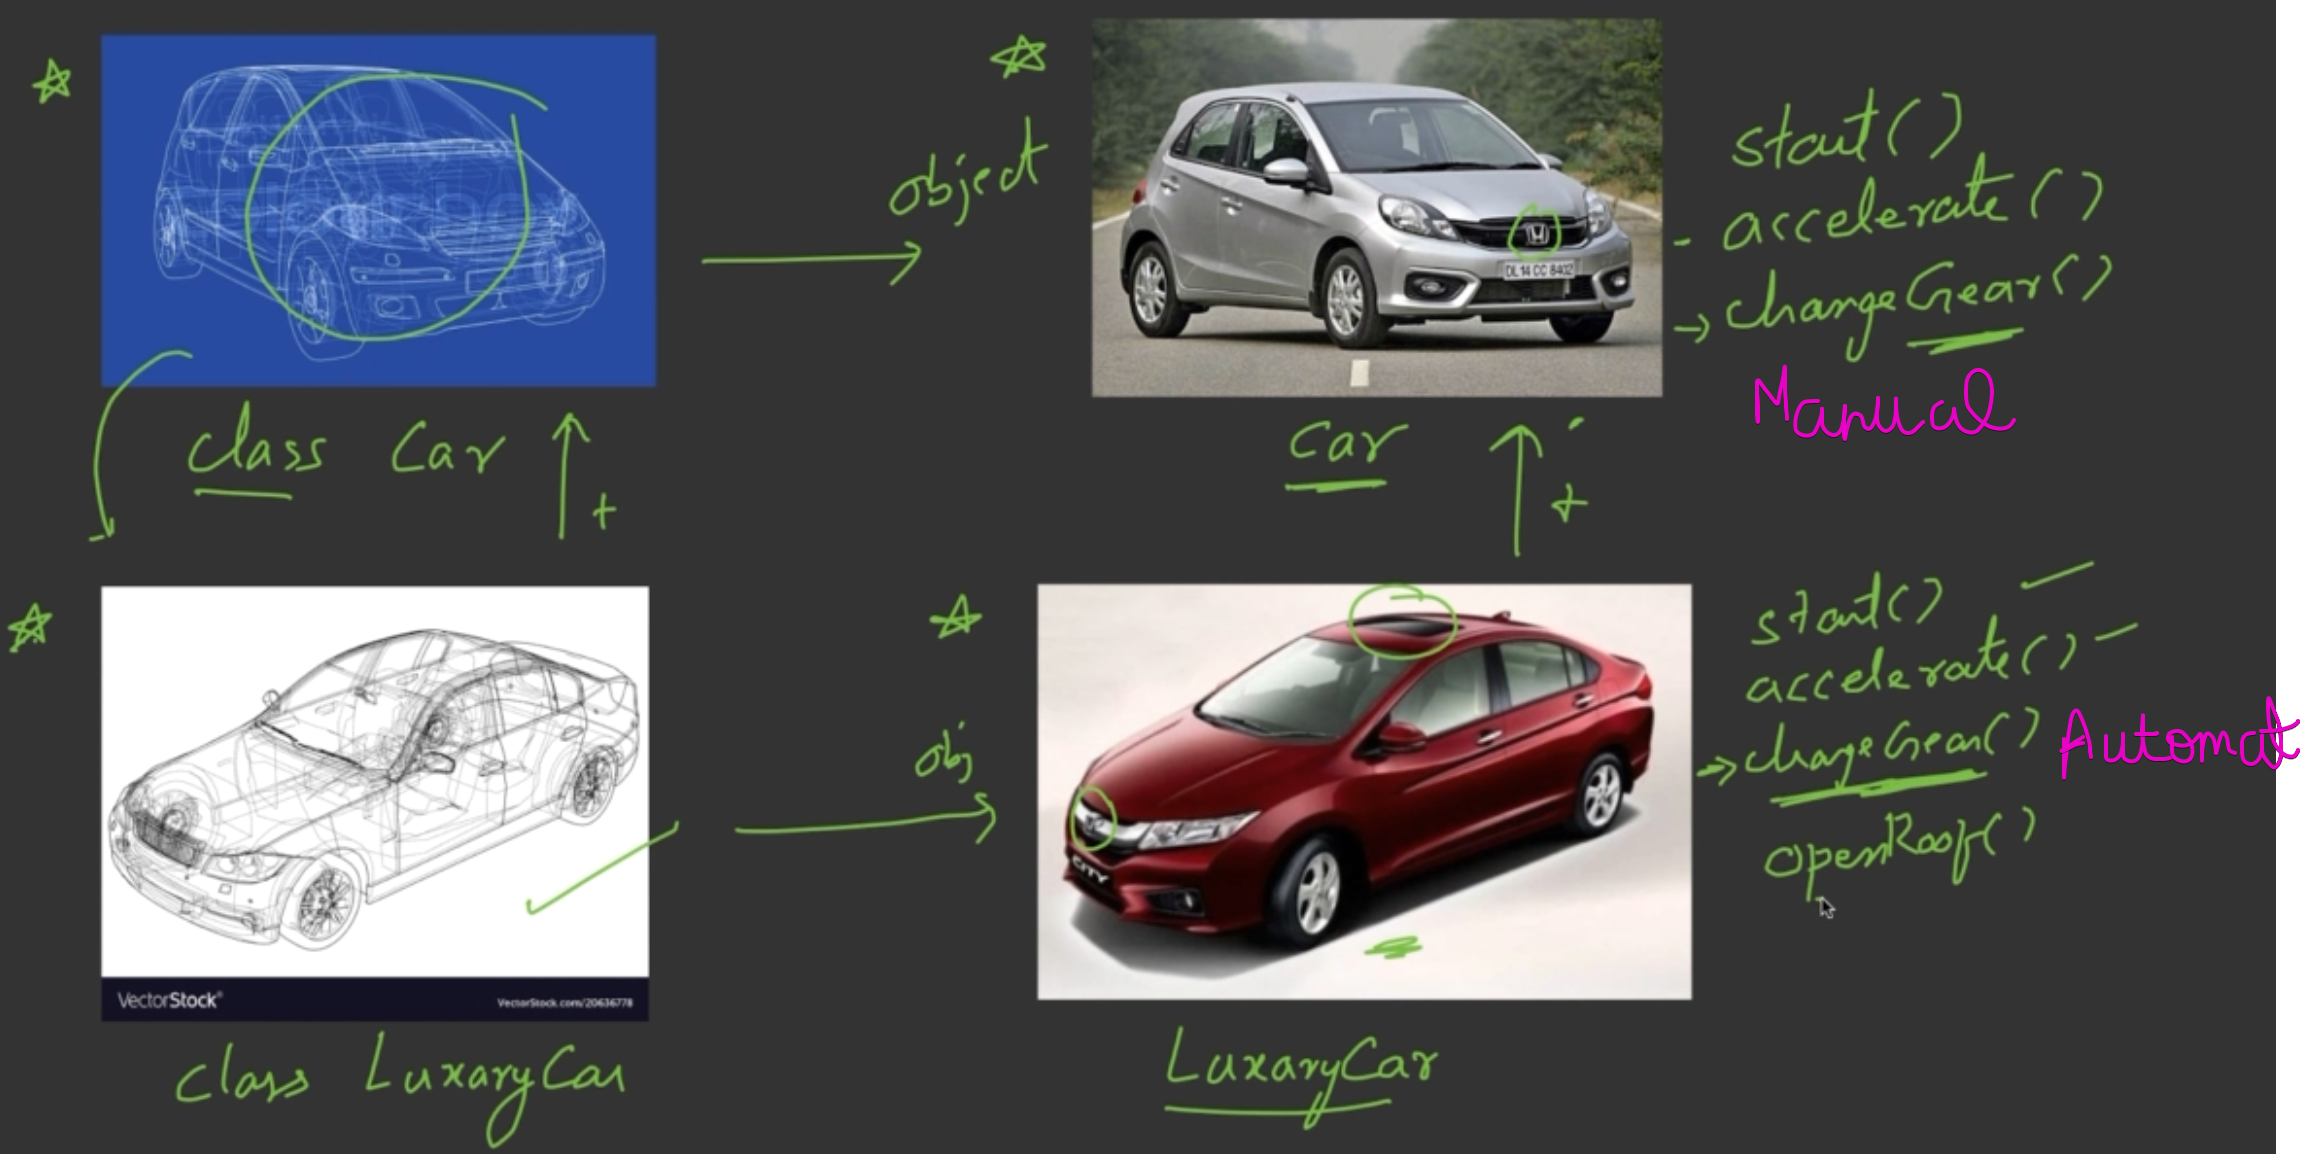 object
DL 14 CC 8402
start()
- accelerate()
→ changeGear()
Manual
class Car
+
Car
+
start()
accelerate()
→ changeGear()
Automat
openRoof()
obj
CITY
VectorStock®
VectorStock.com/20636778
class LuxaryCar
LuxaryCar